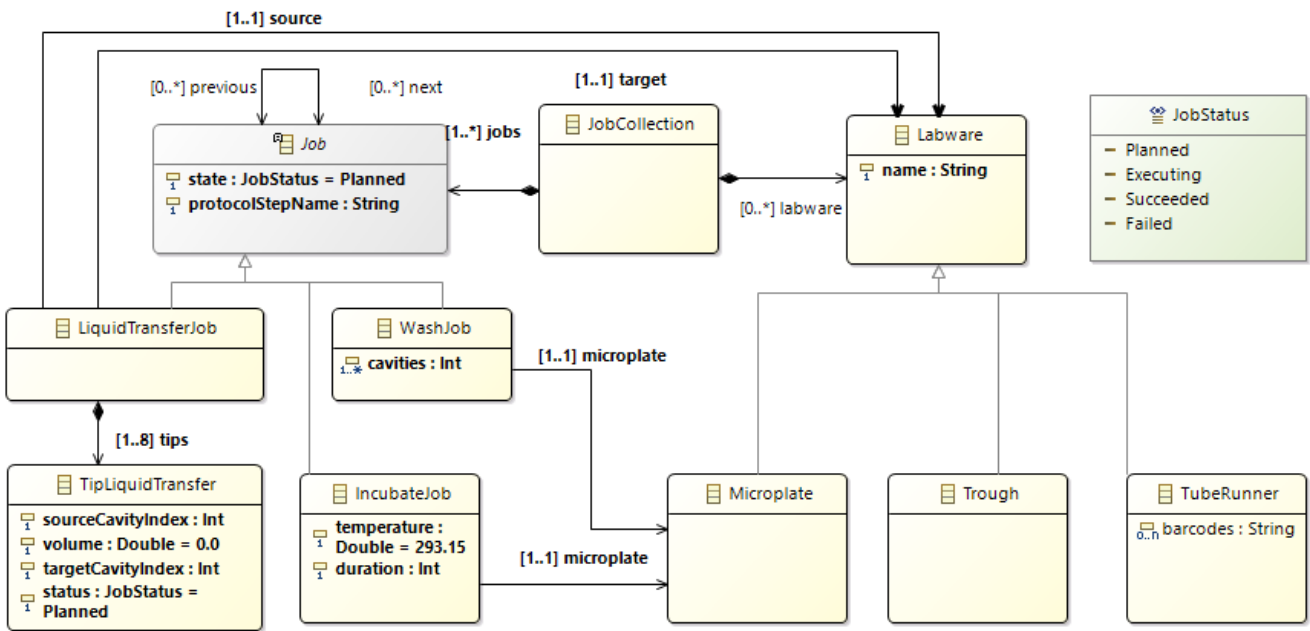 [1..1] source
[0..*] previous
[0..*] next
[1..1] target
Job
state : JobStatus = Planned
protocolStepName : String
[1..*] jobs
JobCollection
[0..*] labware
Labware
name : String
JobStatus
Planned
Executing
Succeeded
Failed
LiquidTransferJob
WashJob
cavities : Int
[1..1] microplate
[1..8] tips
TipLiquidTransfer
sourceCavityIndex : Int
volume : Double = 0.0
targetCavityIndex : Int
status : JobStatus =
Planned
IncubateJob
temperature :
Double = 293.15
duration : Int
[1..1] microplate
Microplate
Trough
TubeRunner
0..n barcodes : String